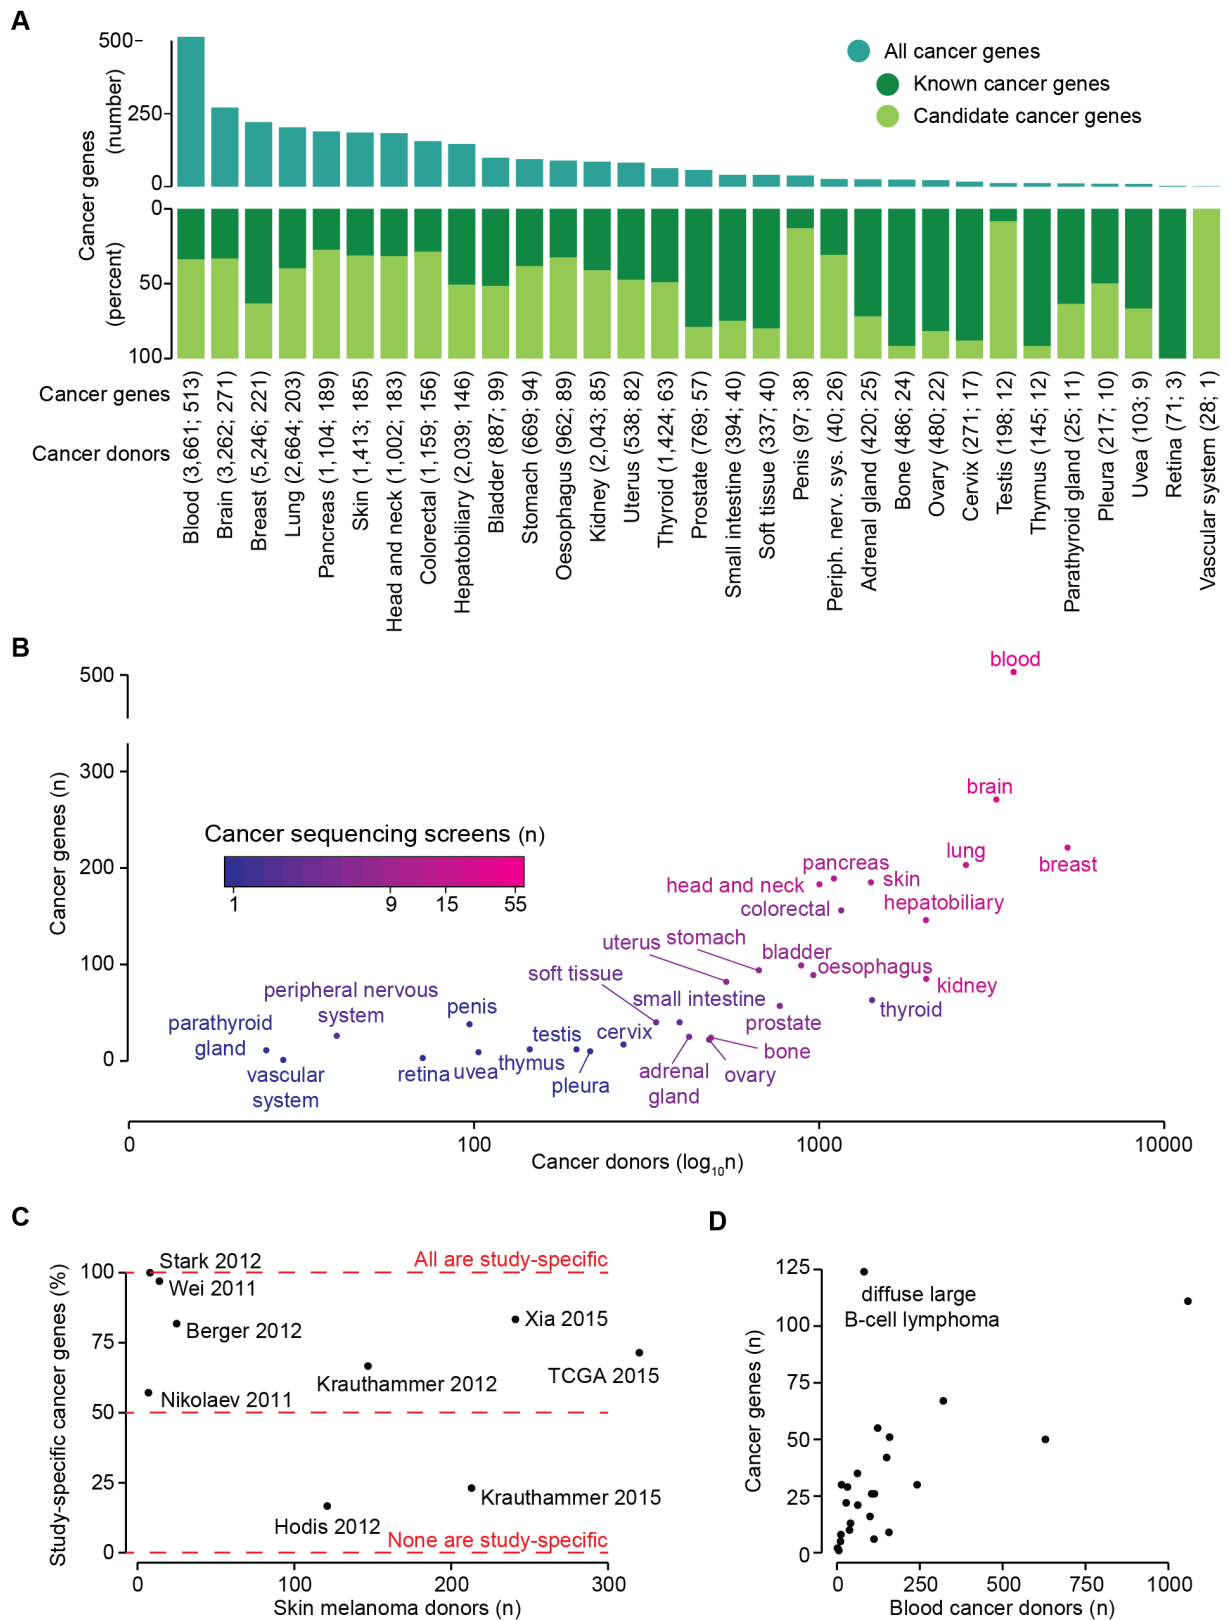 A
500
250
0
Cancer genes
(number)
All cancer genes
Known cancer genes
Candidate cancer genes
0
50
100
(percent)
Cancer genes
Cancer donors
Blood (3,661; 513)
Brain (3,262; 271)
Breast (5,246; 221)
Lung (2,664; 203)
Pancreas (1,104; 189)
Skin (1,413; 185)
Head and neck (1,002; 183)
Colorectal (1,159; 156)
Hepatobiliary (2,039; 146)
Bladder (887; 99)
Stomach (669; 94)
Oesophagus (962; 89)
Kidney (2,043; 85)
Uterus (538; 82)
Thyroid (1,424; 63)
Prostate (769; 57)
Small intestine (394; 40)
Soft tissue (337; 40)
Penis (97; 38)
Periph. nerv. sys. (40; 26)
Adrenal gland (420; 25)
Bone (486; 24)
Ovary (480; 22)
Cervix (271; 17)
Testis (198; 12)
Thymus (145; 12)
Parathyroid gland (25; 11)
Pleura (217; 10)
Uvea (103; 9)
Retina (71; 3)
Vascular system (28; 1)
B
500
300
200
100
0
Cancer genes (n)
Cancer sequencing screens (n)
1
9
15
55
blood
brain
lung
breast
pancreas
head and neck
skin
colorectal
hepatobiliary
uterus
stomach
bladder
soft tissue
oesophagus
kidney
peripheral nervous
system
small intestine
thyroid
penis
parathyroid
gland
testis
cervix
prostate
bone
vascular
system
retina
uvea
thymus
pleura
adrenal
gland
ovary
0
100
1000
10000
Cancer donors (log10n)
C
Study-specific cancer genes (%)
100
75
50
25
0
Stark 2012
All are study-specific
Wei 2011
Berger 2012
Xia 2015
Krauthammer 2012
TCGA 2015
Nikolaev 2011
Krauthammer 2015
Hodis 2012
None are study-specific
0
100
200
300
Skin melanoma donors (n)
D
Cancer genes (n)
125
100
75
50
25
0
diffuse large
B-cell lymphoma
0
250
500
750
1000
Blood cancer donors (n)